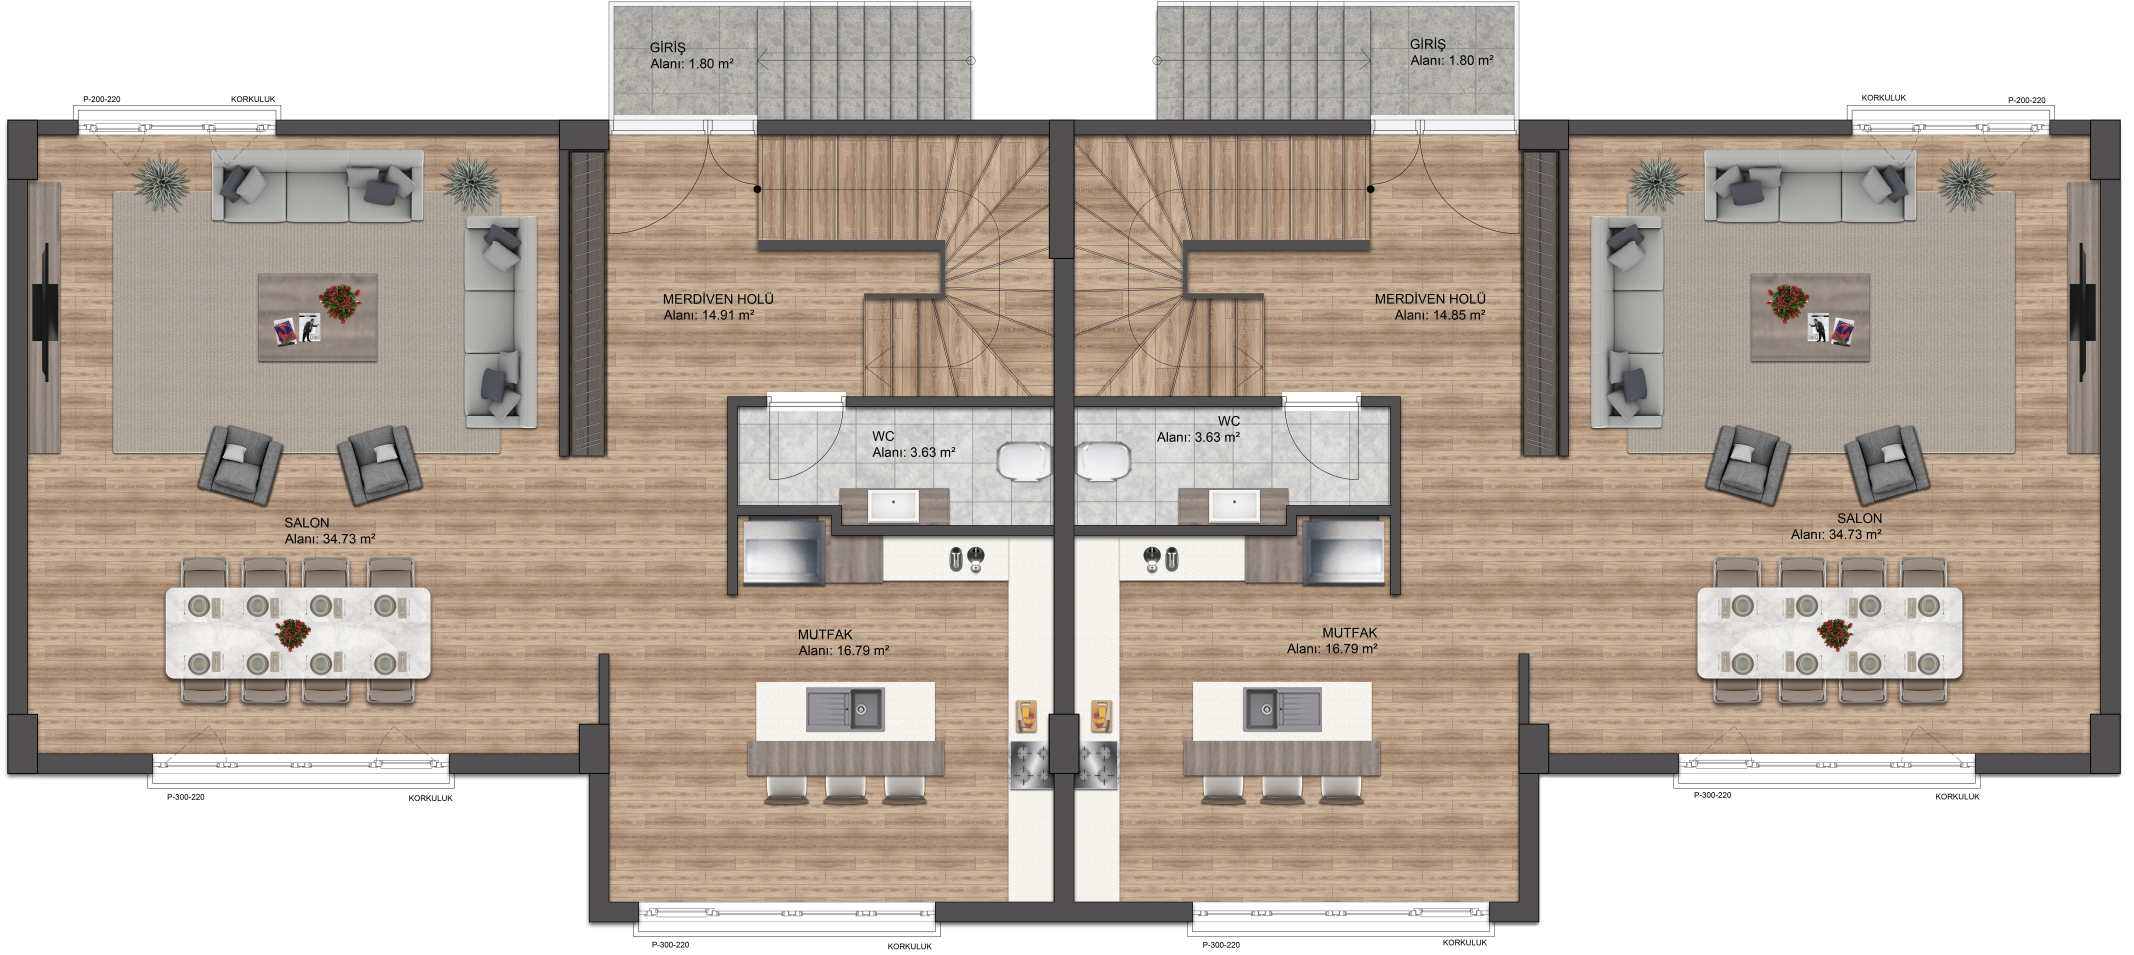 GİRİŞ
Alanı: 1.80 m²
GİRİŞ
Alanı: 1.80 m²
P-200-220
KORKULUK
KORKULUK
P-200-220
MERDİVEN HOLÜ
Alanı: 14.91 m²
MERDİVEN HOLÜ
Alanı: 14.85 m²
WC
Alanı: 3.63 m²
WC
Alanı: 3.63 m²
SALON
Alanı: 34.73 m²
SALON
Alanı: 34.73 m²
MUTFAK
Alanı: 16.79 m²
MUTFAK
Alanı: 16.79 m²
P-300-220
KORKULUK
P-300-220
KORKULUK
P-300-220
KORKULUK
P-300-220
KORKULUK